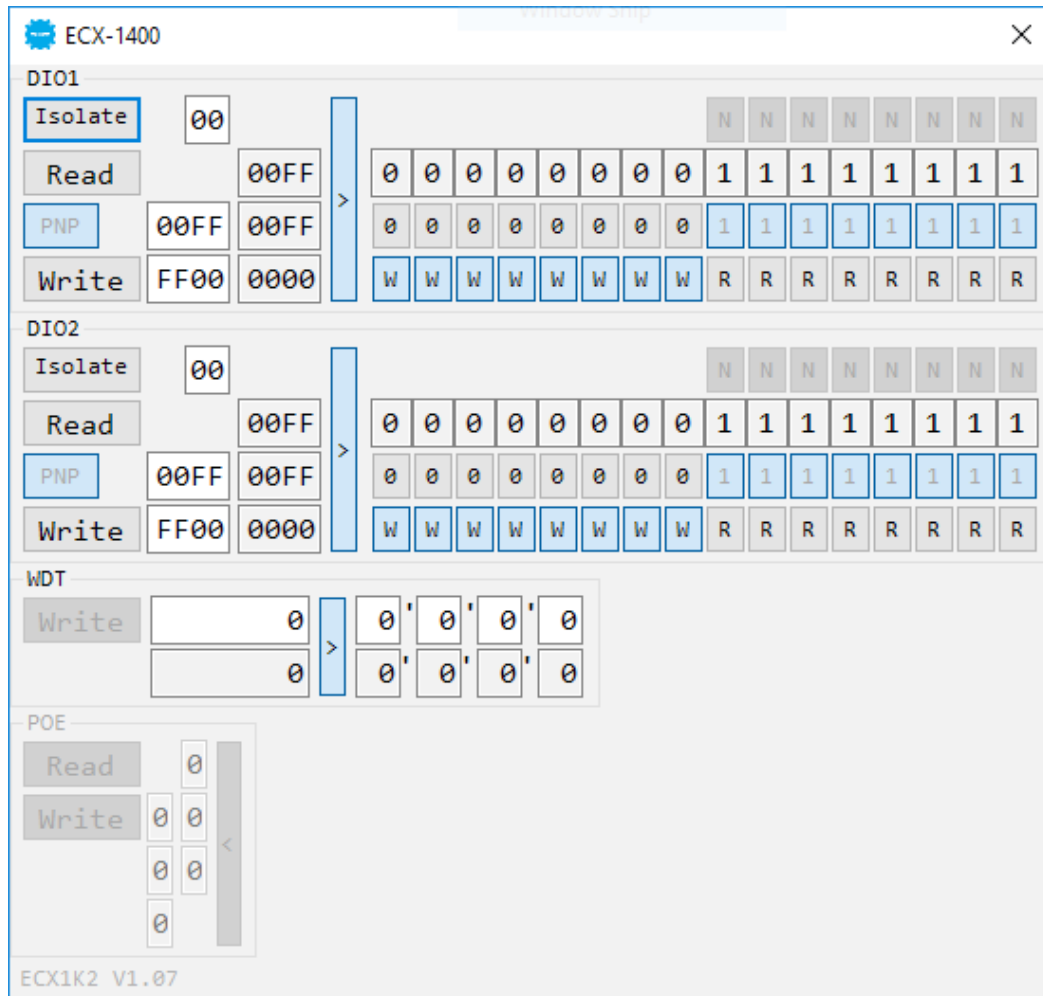 Window Snip
ECX-1400
DIO1
Isolate 00 N N N N N N N N
Read 00FF 0 0 0 0 0 0 0 0 1 1 1 1 1 1 1 1
>
PNP 00FF 00FF 0 0 0 0 0 0 0 0 1 1 1 1 1 1 1 1
Write FF00 0000 W W W W W W W W R R R R R R R R
DIO2
Isolate 00 N N N N N N N N
Read 00FF 0 0 0 0 0 0 0 0 1 1 1 1 1 1 1 1
>
PNP 00FF 00FF 0 0 0 0 0 0 0 0 1 1 1 1 1 1 1 1
Write FF00 0000 W W W W W W W W R R R R R R R R
WDT
Write 0 0'0'0'0
>
0 0'0'0'0
POE
Read 0
Write 0 0
<
0 0
0
ECX1K2 V1.07